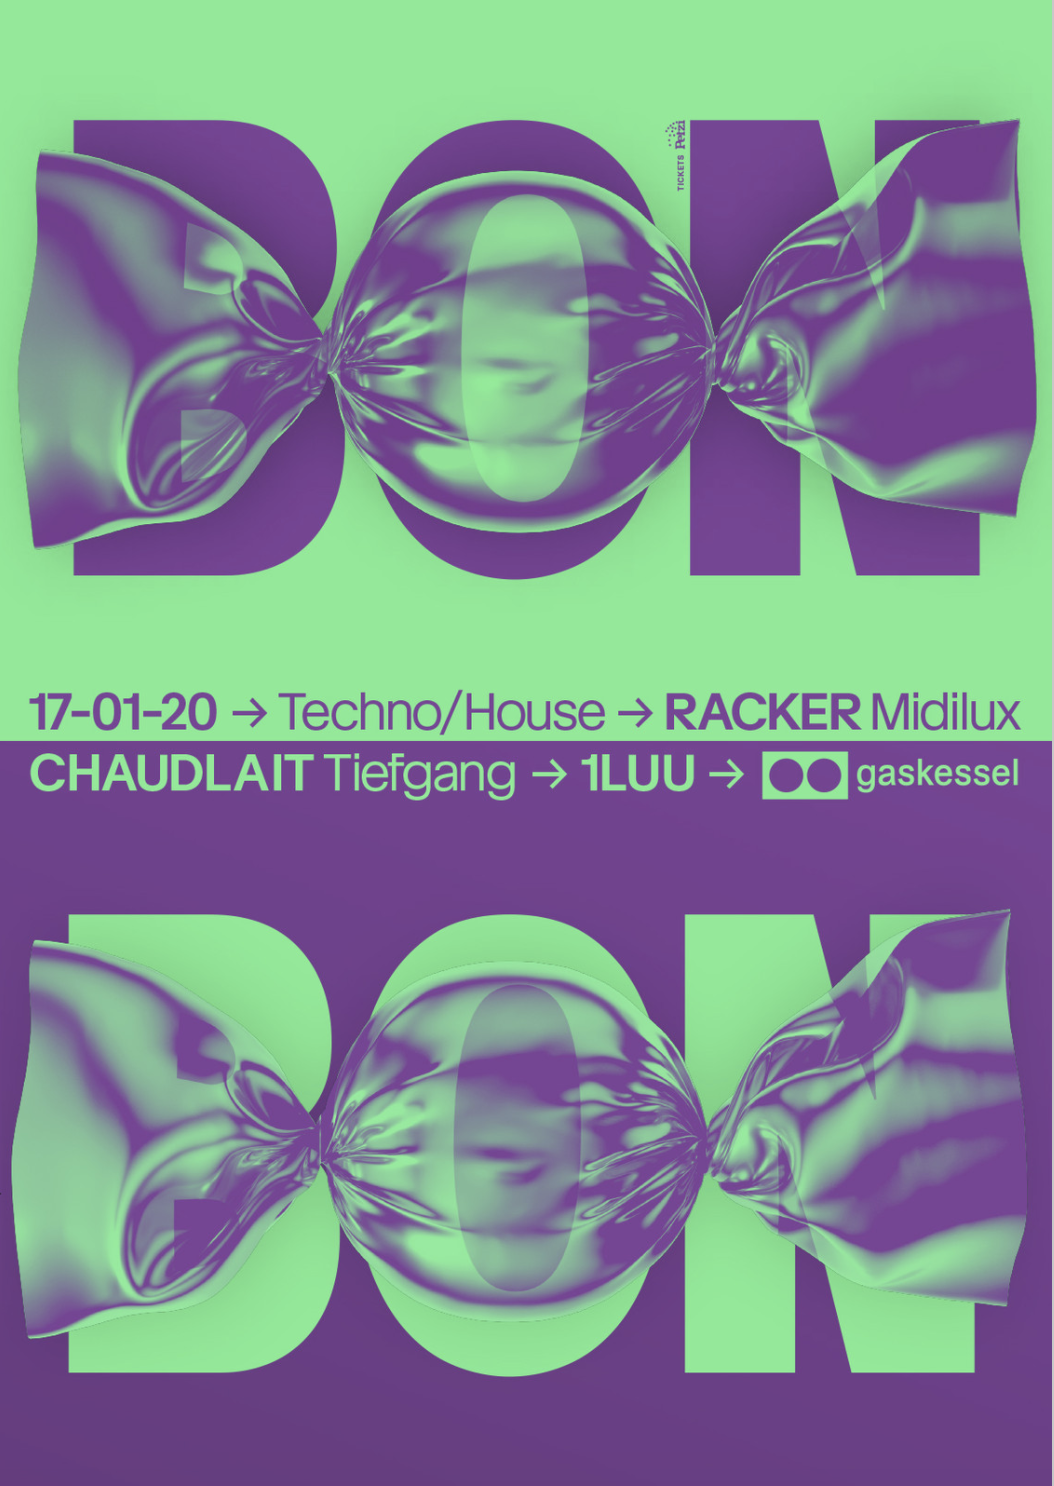 BON
TICKETS Petzi
17-01-20 → Techno/House → RACKER Midilux
CHAUDLAIT Tiefgang → 1LUU → gaskessel
BON